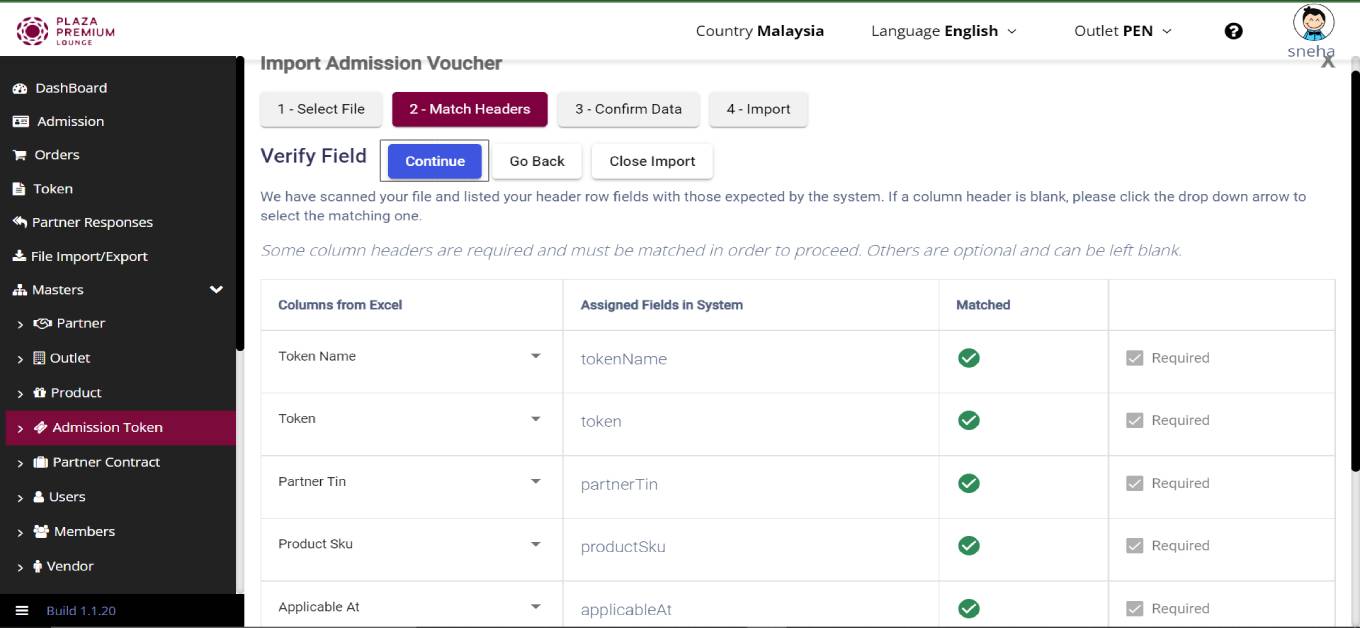 PLAZA
PREMIUM
LOUNGE
Country Malaysia
Language English
Outlet PEN
?
sneha
X
DashBoard
Admission
Orders
Token
Partner Responses
File Import/Export
Masters
Partner
Outlet
Product
Admission Token
Partner Contract
Users
Members
Vendor
Build 1.1.20
Import Admission Voucher
1 - Select File
2 - Match Headers
3 - Confirm Data
4 - Import
Verify Field
Continue
Go Back
Close Import
We have scanned your file and listed your header row fields with those expected by the system. If a column header is blank, please click the drop down arrow to
select the matching one.
Some column headers are required and must be matched in order to proceed. Others are optional and can be left blank.
Columns from Excel Assigned Fields in System Matched
Token Name tokenName Required
Token token Required
Partner Tin partnerTin Required
Product Sku productSku Required
Applicable At applicableAt Required